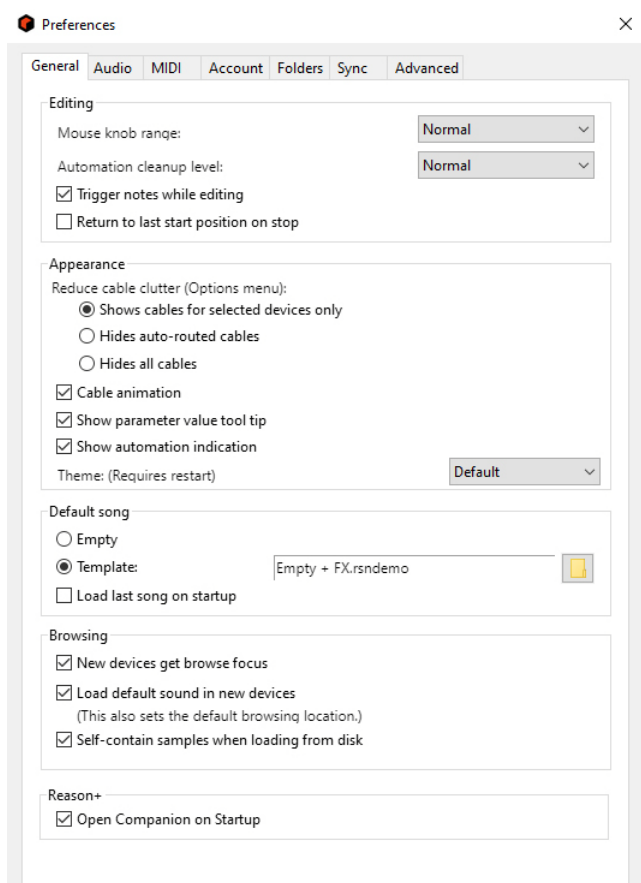 Preferences
General Audio MIDI Account Folders Sync Advanced
Editing
Mouse knob range: Normal
Automation cleanup level: Normal
Trigger notes while editing
Return to last start position on stop
Appearance
Reduce cable clutter (Options menu):
Shows cables for selected devices only
Hides auto-routed cables
Hides all cables
Cable animation
Show parameter value tool tip
Show automation indication
Theme: (Requires restart) Default
Default song
Empty
Template: Empty + FX.rsndemo
Load last song on startup
Browsing
New devices get browse focus
Load default sound in new devices
(This also sets the default browsing location.)
Self-contain samples when loading from disk
Reason+
Open Companion on Startup